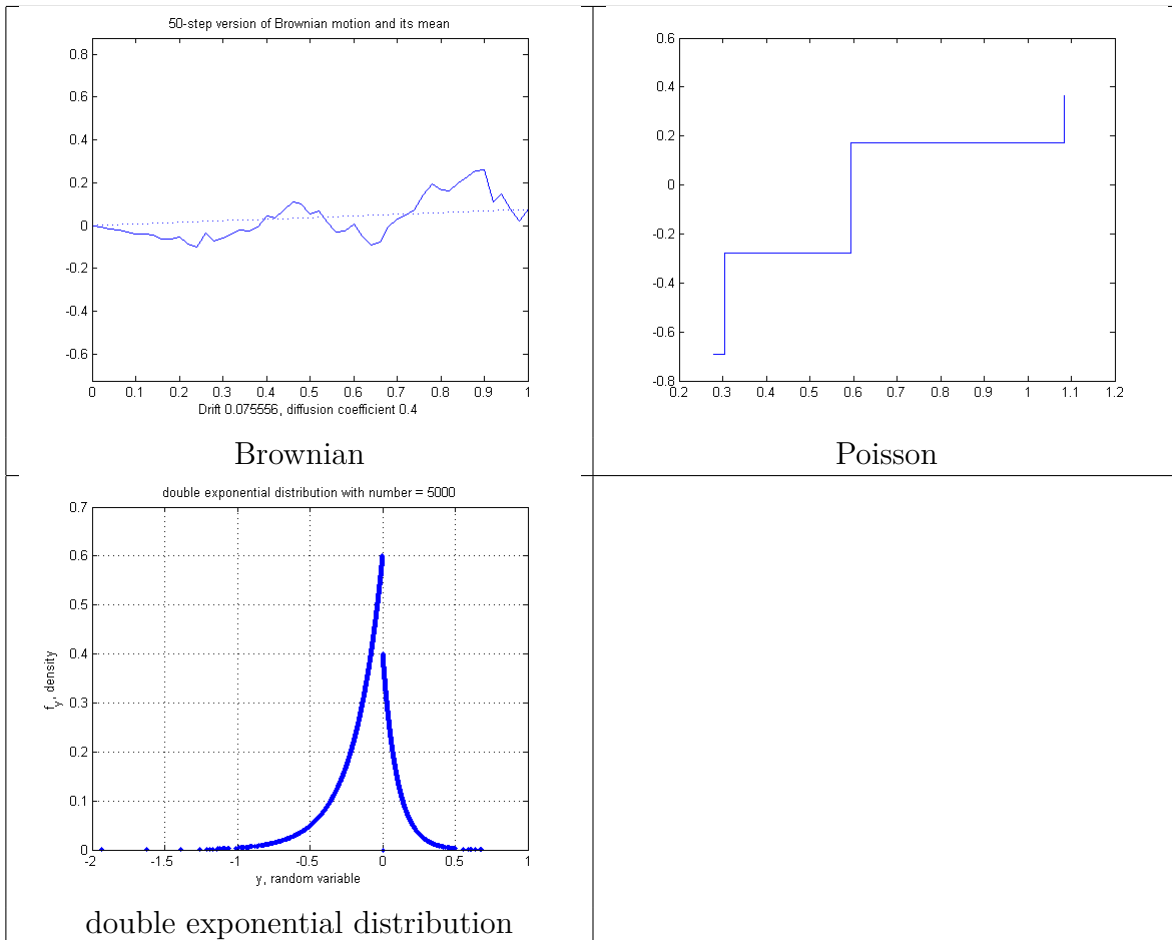 50-step version of Brownian motion and its mean
0.8
0.6
0.4
0.2
0
-0.2
-0.4
-0.6
0 0.1 0.2 0.3 0.4 0.5 0.6 0.7 0.8 0.9 1
Drift 0.075556, diffusion coefficient 0.4
Brownian
0.6
0.4
0.2
0
-0.2
-0.4
-0.6
-0.8
0.2 0.3 0.4 0.5 0.6 0.7 0.8 0.9 1 1.1 1.2
Poisson
double exponential distribution with number = 5000
0.7
0.6
0.5
0.4
0.3
0.2
0.1
0
f_y, density
-2 -1.5 -1 -0.5 0 0.5 1
y, random variable
double exponential distribution